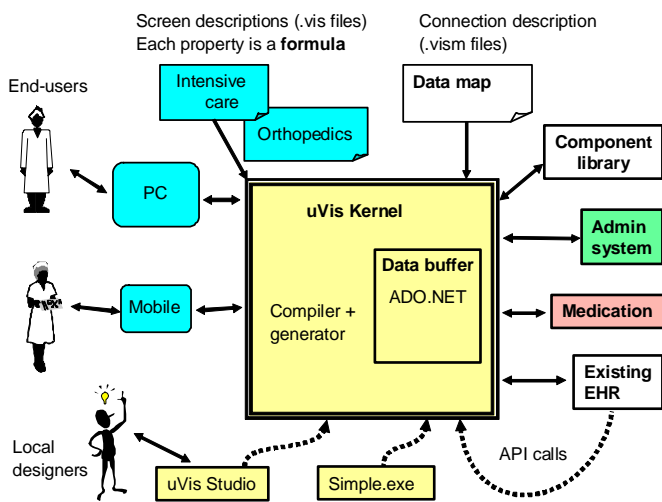 Screen descriptions (.vis files)
Each property is a formula
Connection description
(.vism files)
End-users
Intensive
care
Orthopedics
Data map
Component
library
PC
uVis Kernel
Admin
system
Data buffer
ADO.NET
Mobile
Compiler +
generator
Medication
Existing
EHR
Local
designers
API calls
uVis Studio
Simple.exe